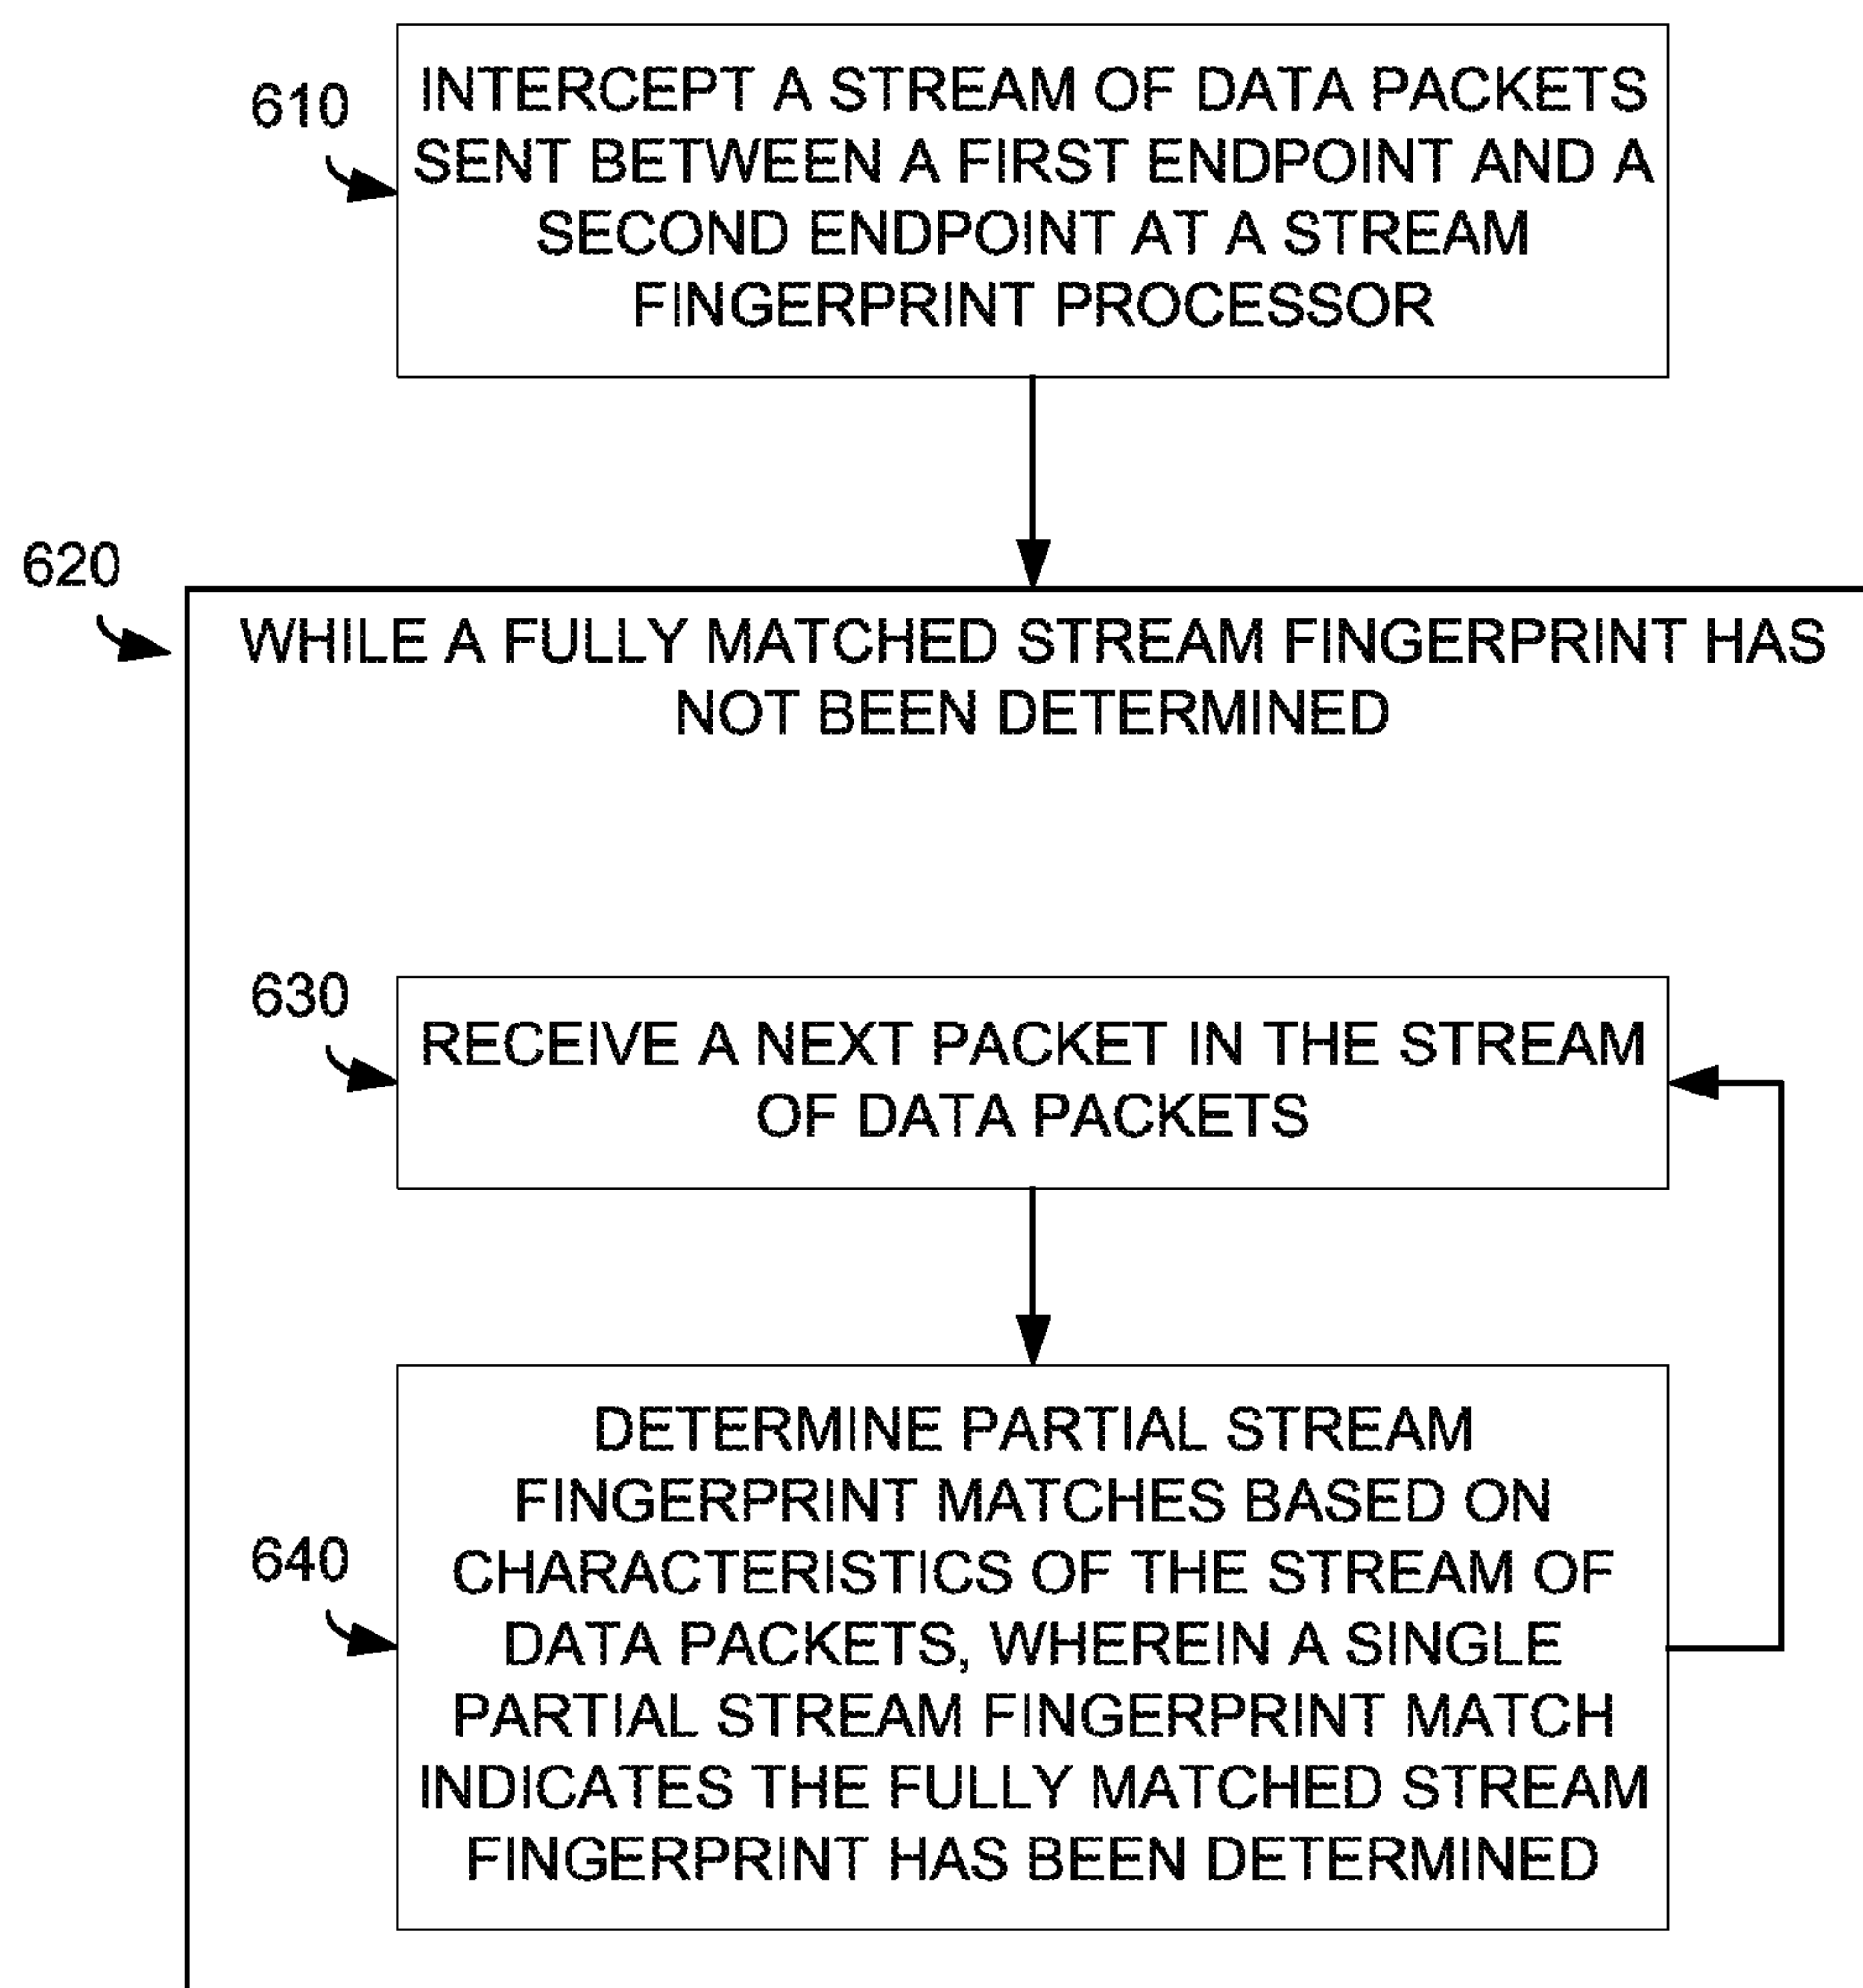 610
INTERCEPT A STREAM OF DATA PACKETS
SENT BETWEEN A FIRST ENDPOINT AND A
SECOND ENDPOINT AT A STREAM
FINGERPRINT PROCESSOR
620
WHILE A FULLY MATCHED STREAM FINGERPRINT HAS
NOT BEEN DETERMINED
630
RECEIVE A NEXT PACKET IN THE STREAM
OF DATA PACKETS
640
DETERMINE PARTIAL STREAM
FINGERPRINT MATCHES BASED ON
CHARACTERISTICS OF THE STREAM OF
DATA PACKETS, WHEREIN A SINGLE
PARTIAL STREAM FINGERPRINT MATCH
INDICATES THE FULLY MATCHED STREAM
FINGERPRINT HAS BEEN DETERMINED